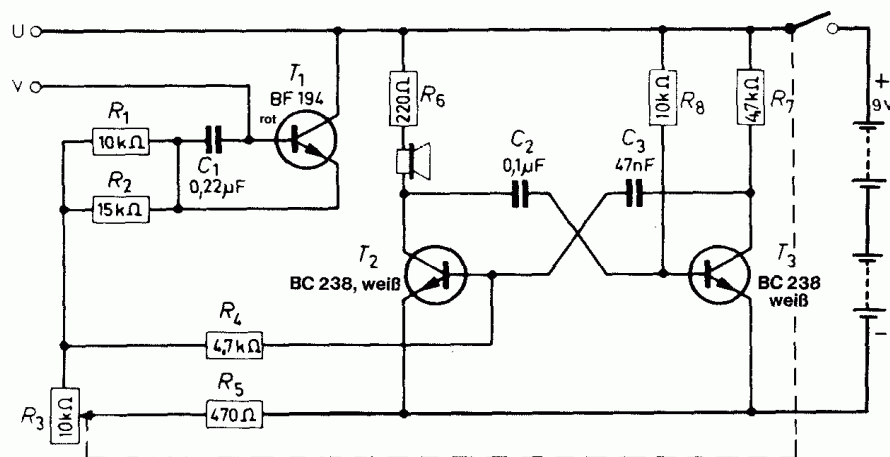 U
V
T1
BF 194
rot
R1
10kΩ
C1
0,22µF
R2
15kΩ
R6
220Ω
C2
0,1µF
C3
47nF
10kΩ
R8
4,7kΩ
R7
+
9V
T2
BC 238, weiß
T3
BC 238
weiß
R4
4,7kΩ
R5
470Ω
R3
10kΩ
−